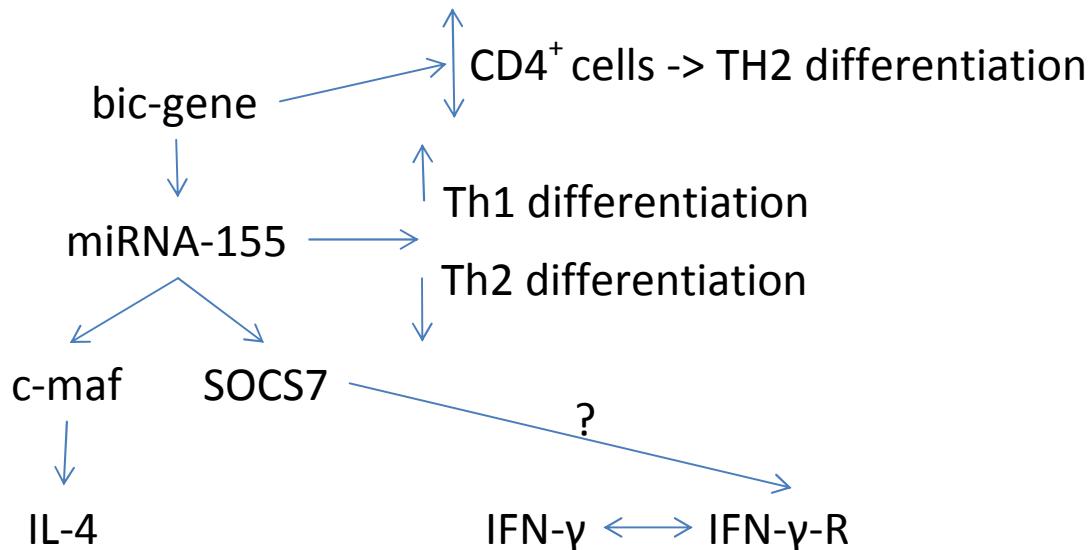 CD4⁺ cells -> TH2 differentiation
bic-gene
Th1 differentiation
miRNA-155
Th2 differentiation
c-maf SOCS7
?
IL-4 IFN-γ IFN-γ-R